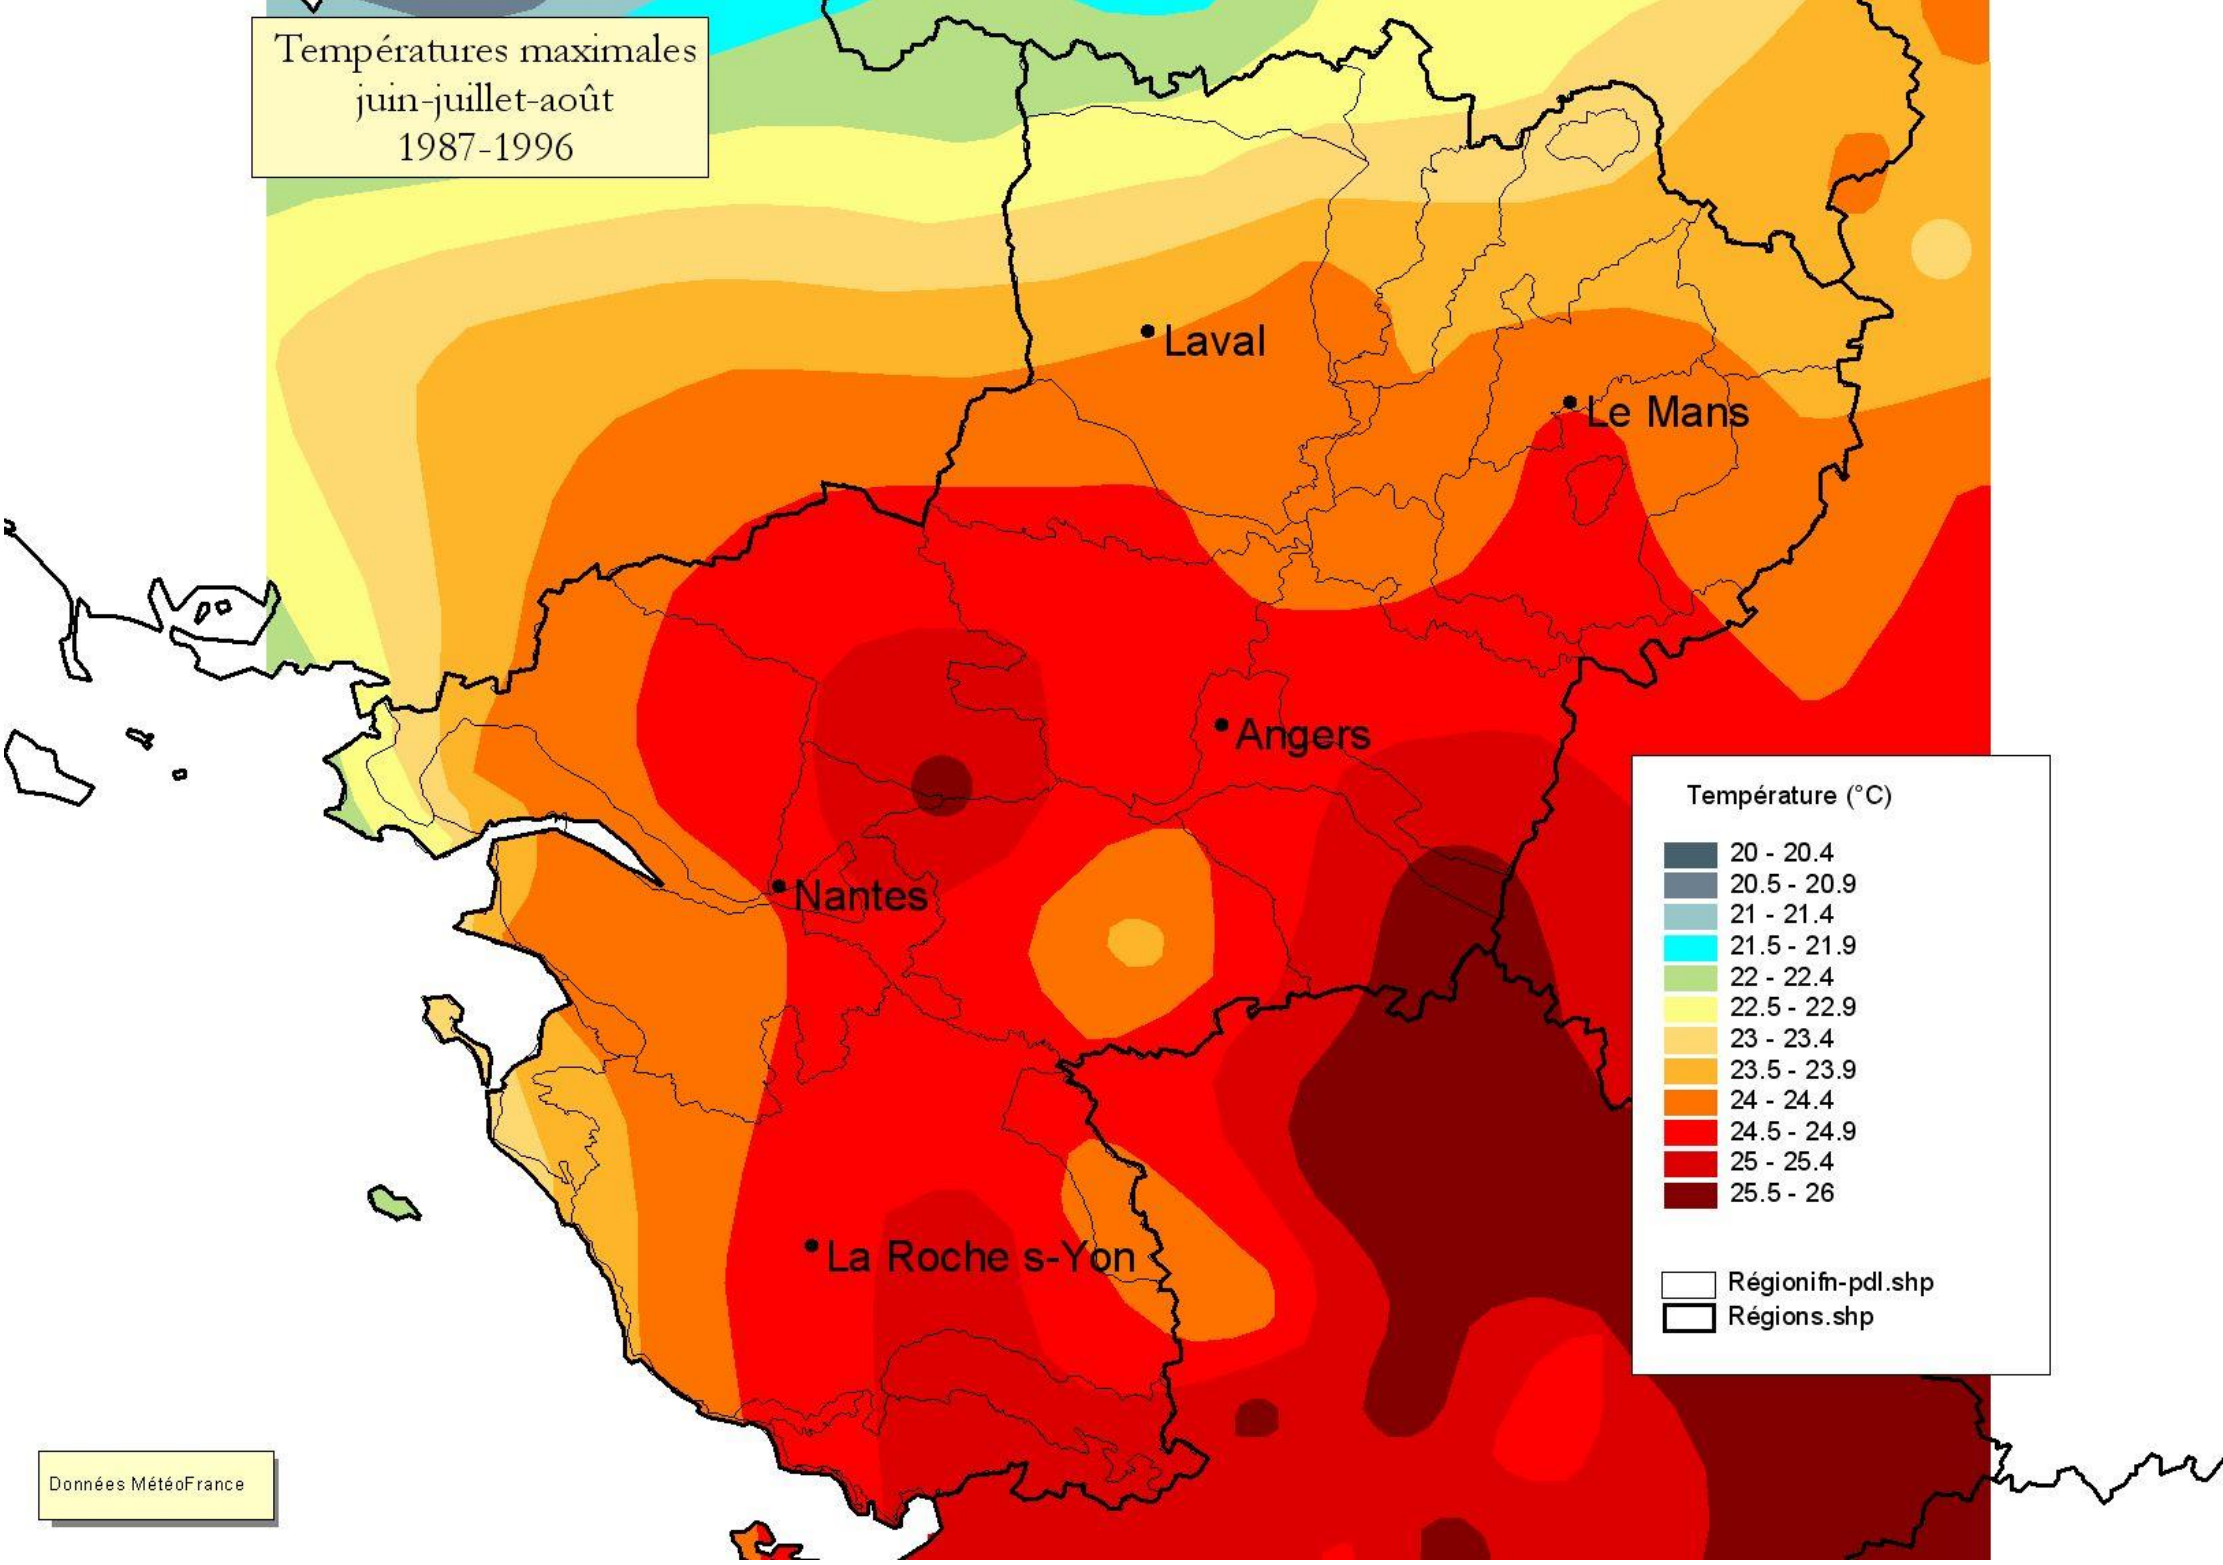 Températures maximales
juin-juillet-août
1987-1996
Laval
Le Mans
Angers
Nantes
La Roche s-Yon
Température (°C)
20 - 20.4
20.5 - 20.9
21 - 21.4
21.5 - 21.9
22 - 22.4
22.5 - 22.9
23 - 23.4
23.5 - 23.9
24 - 24.4
24.5 - 24.9
25 - 25.4
25.5 - 26
Régionifn-pdl.shp
Régions.shp
Données MétéoFrance